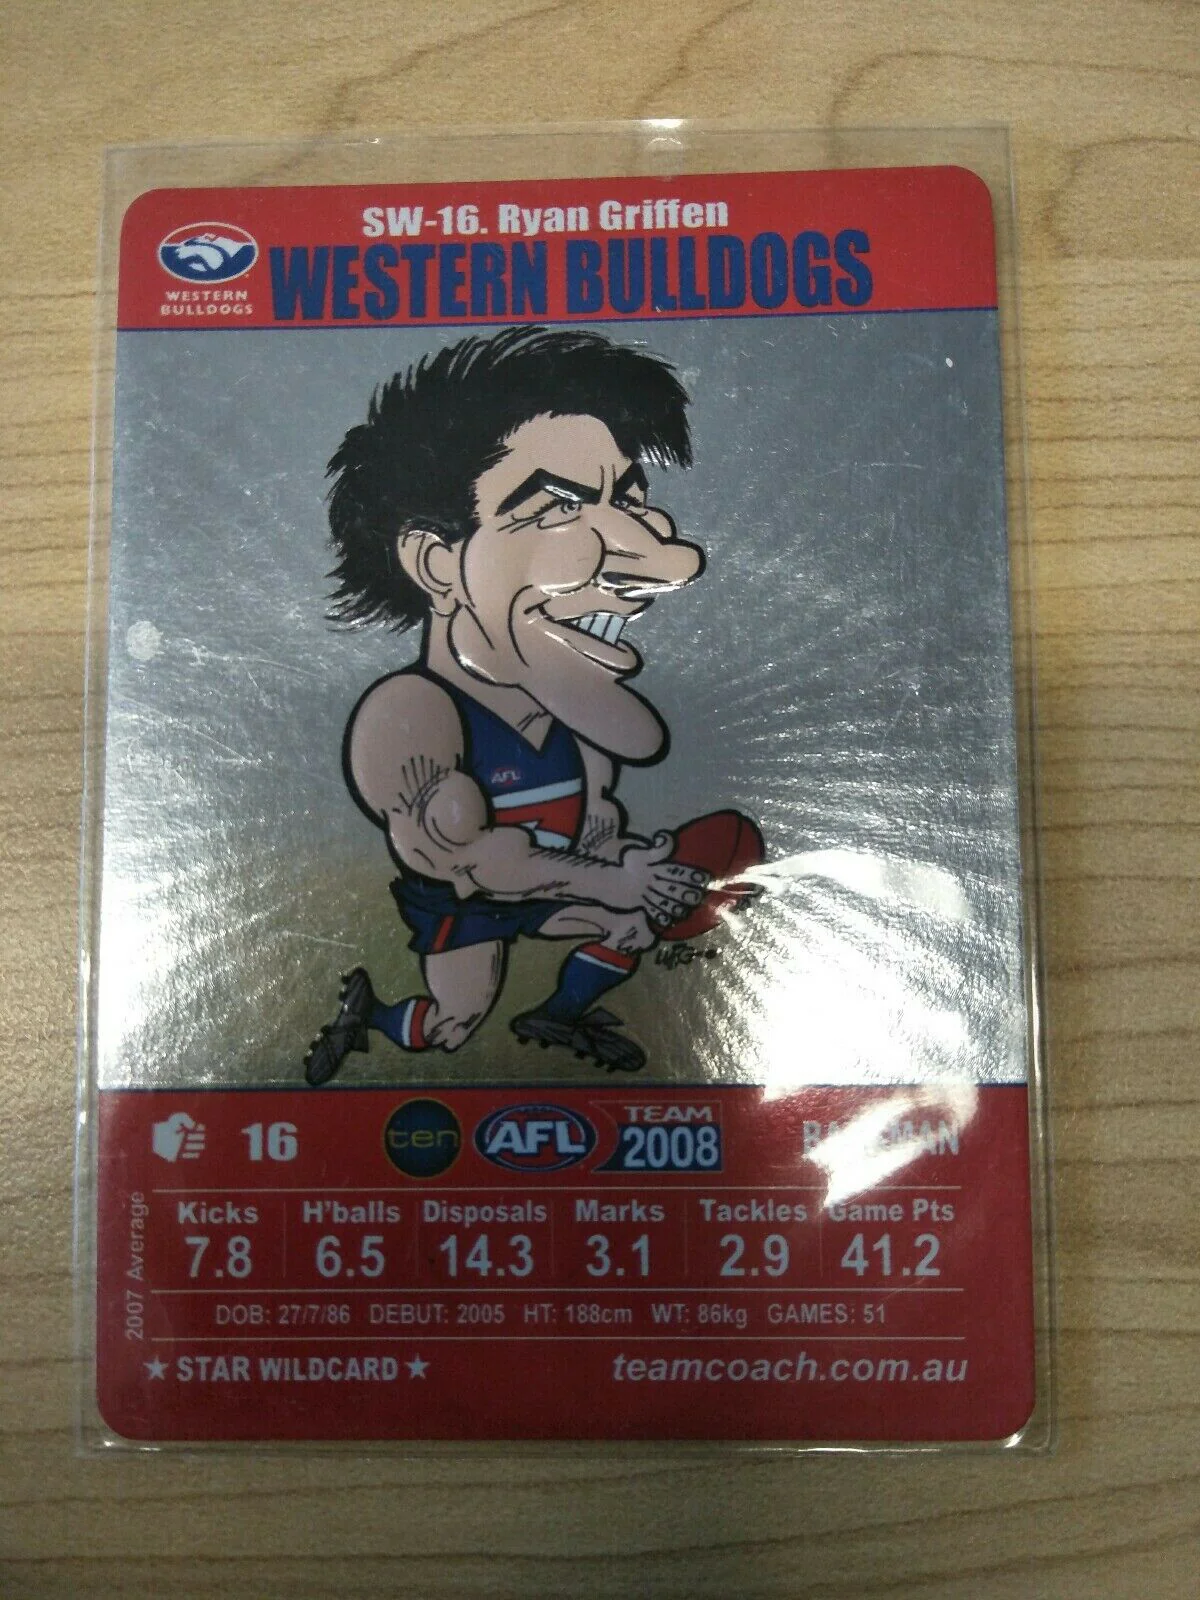 SW-16. Ryan Griffen
WESTERN BULLDOGS
WESTERN
BULLDOGS
AFL
WEG
16
ten
AFL
TEAM
2008
2007 Average
Kicks H'balls Disposals Marks Tackles Game Pts
7.8 6.5 14.3 3.1 2.9 41.2
DOB: 27/7/86 DEBUT: 2005 HT: 188cm WT: 86kg GAMES: 51
★ STAR WILDCARD ★
teamcoach.com.au